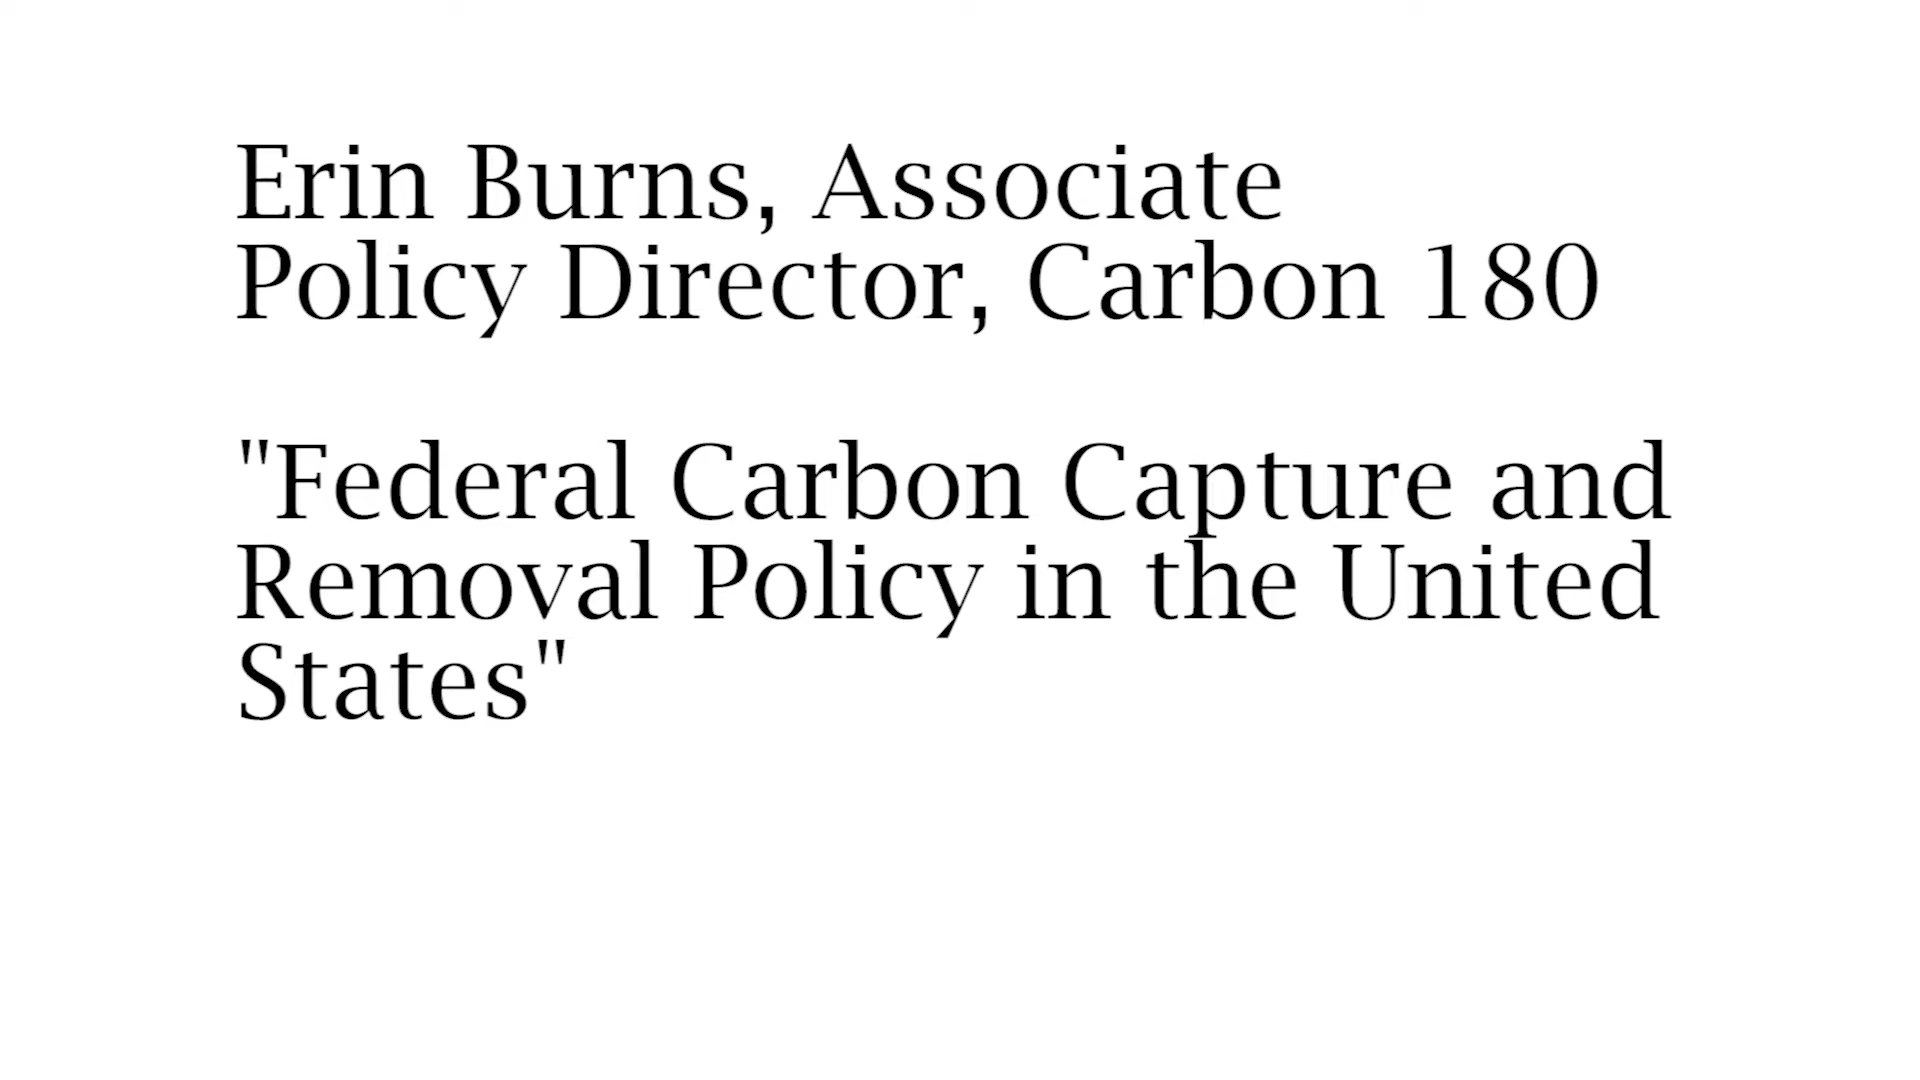 Erin Burns, Associate
Policy Director, Carbon 180
"Federal Carbon Capture and
Removal Policy in the United
States"